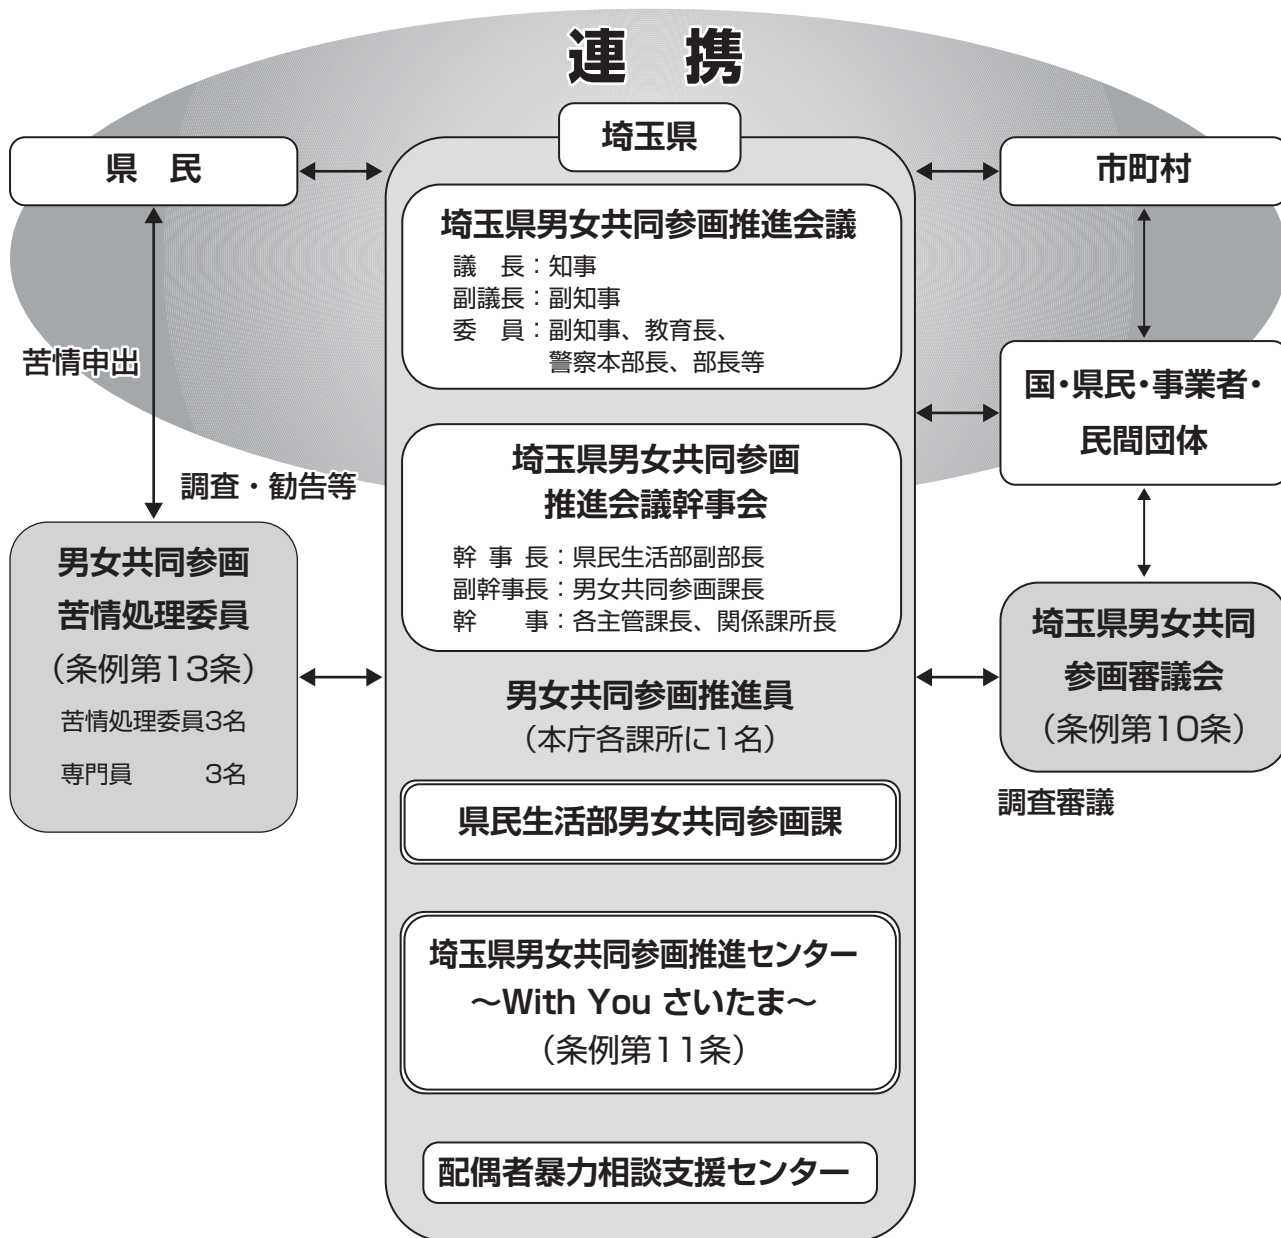 連 携
埼玉県
県 民
市町村
埼玉県男女共同参画推進会議
議 長：知事
副議長：副知事
委 員：副知事、教育長、
警察本部長、部長等
苦情申出
国・県民・事業者・
民間団体
埼玉県男女共同参画
推進会議幹事会
幹 事 長：県民生活部副部長
副幹事長：男女共同参画課長
幹 事：各主管課長、関係課所長
調査・勧告等
男女共同参画
苦情処理委員
（条例第13条）
苦情処理委員3名
専門員 3名
埼玉県男女共同
参画審議会
（条例第10条）
調査審議
男女共同参画推進員
（本庁各課所に1名）
県民生活部男女共同参画課
埼玉県男女共同参画推進センター
～With You さいたま～
（条例第11条）
配偶者暴力相談支援センター